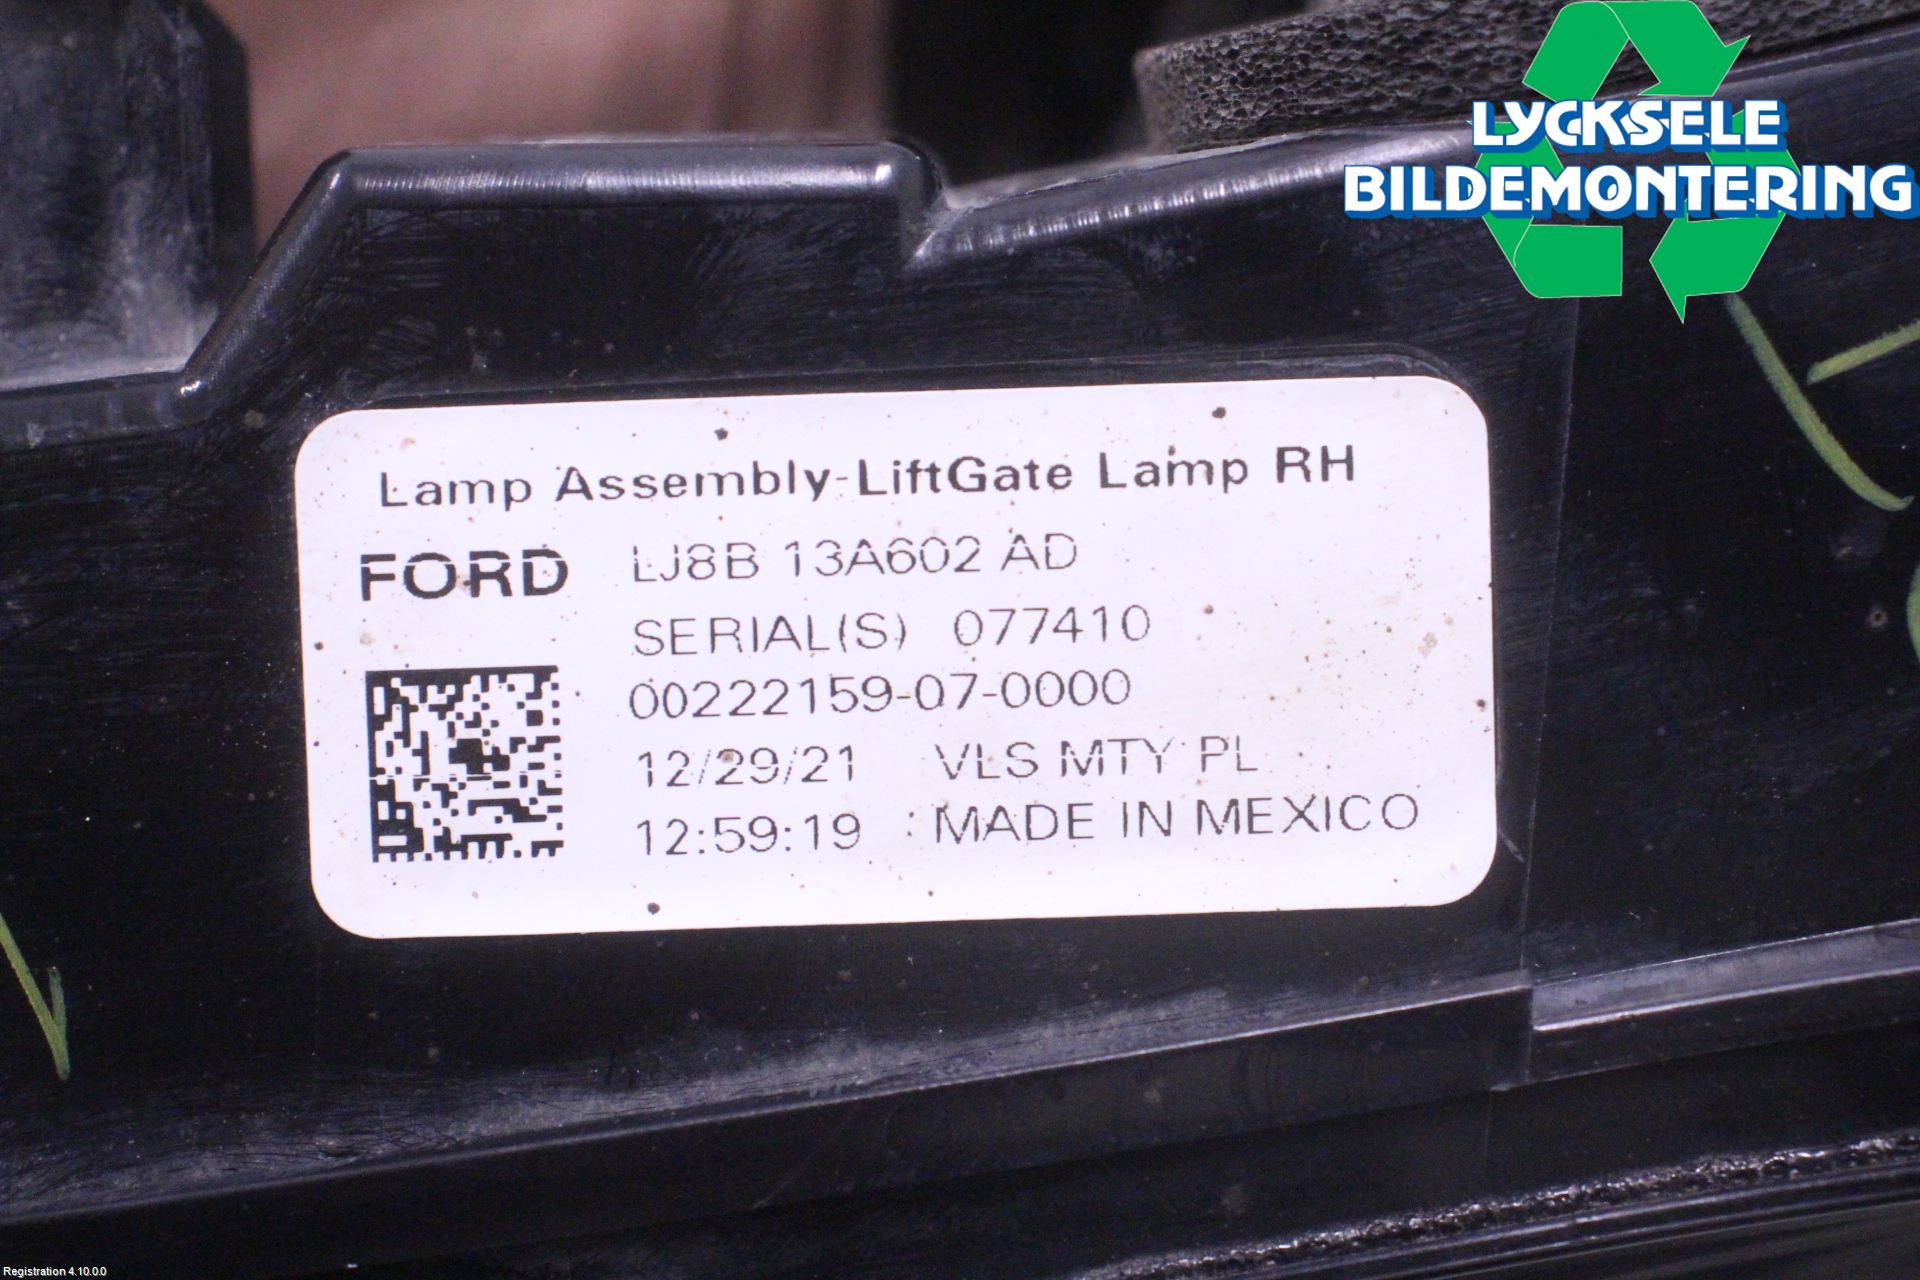 LYCKSELE
BILDEMONTERING
Lamp Assembly-LiftGate Lamp RH
FORD LJ8B 13A602 AD
SERIAL(S) 077410
00222159-07-0000
12/29/21 VLS MTY PL
12:59:19 MADE IN MEXICO
Registration 4.10.0.0